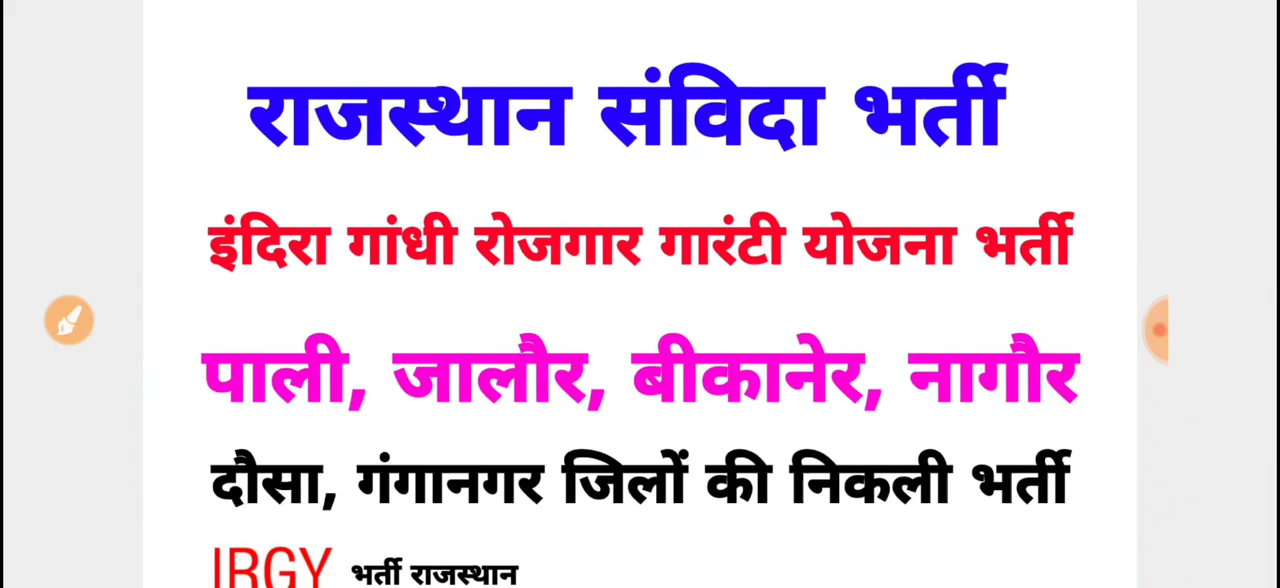 राजस्थान संविदा भर्ती
इंदिरा गांधी रोजगार गारंटी योजना भर्ती
पाली, जालौर, बीकानेर, नागौर
दौसा, गंगानगर जिलों की निकली भर्ती
IRGY भर्ती राजस्थान